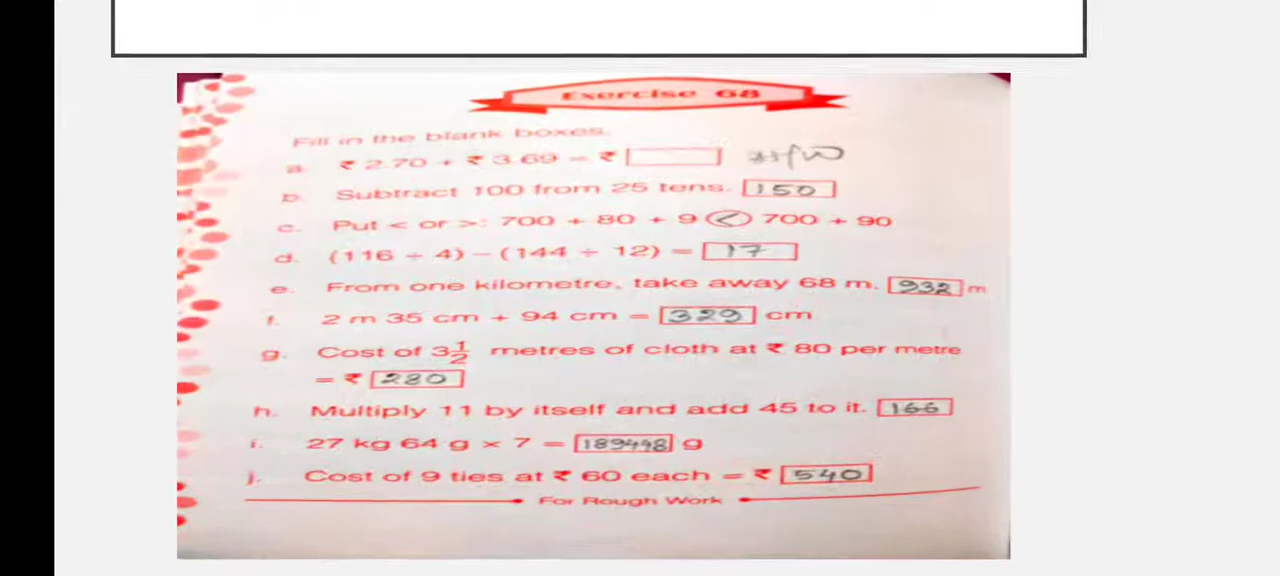 Exercise 68
Fill in the blank boxes.
a. ₹ 2.70 + ₹ 3.69 = ₹ H/W
b. Subtract 100 from 25 tens. 150
c. Put < or >: 700 + 80 + 9 < 700 + 90
d. (116 ÷ 4) − (144 ÷ 12) = 17
e. From one kilometre, take away 68 m. 932 m
f. 2 m 35 cm + 94 cm = 329 cm
g. Cost of 3 1/2 metres of cloth at ₹ 80 per metre
= ₹ 280
h. Multiply 11 by itself and add 45 to it. 166
i. 27 kg 64 g × 7 = 189448 g
j. Cost of 9 ties at ₹ 60 each = ₹ 540
For Rough Work